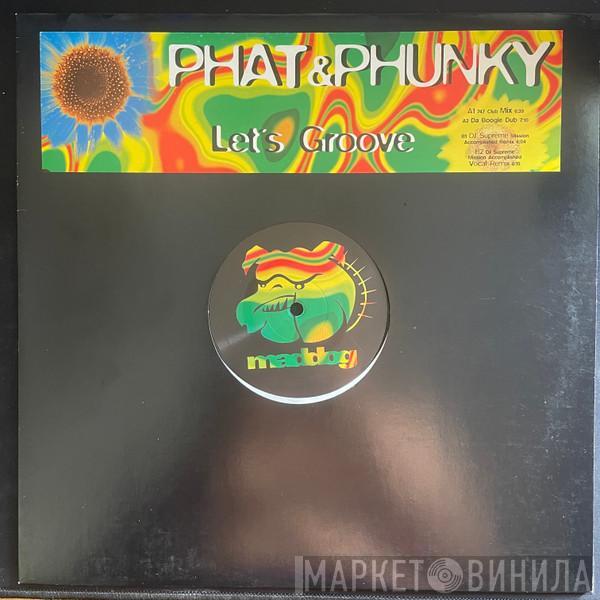 PHAT&PHUNKY
Let's Groove
A1 747 Club Mix 6:39
A2 Da Boogie Dub 7:10
B1 DJ Supreme Mission
Accomplished Remix 6:04
B2 DJ Supreme
Mission Accomplished
Vocal Remix
maddog
МАРКЕТ ВИНИЛА